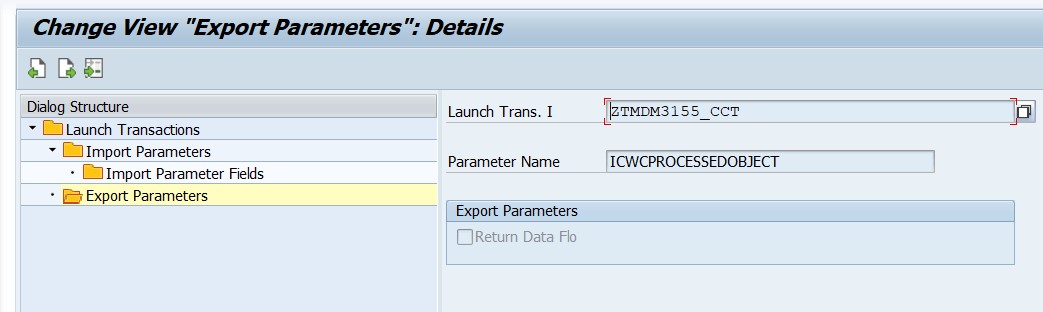 Change View "Export Parameters": Details
Dialog Structure
Launch Transactions
Import Parameters
Import Parameter Fields
Export Parameters
Launch Trans. I ZTMDM3155_CCT
Parameter Name ICWCPROCESSEDOBJECT
Export Parameters
Return Data Flo